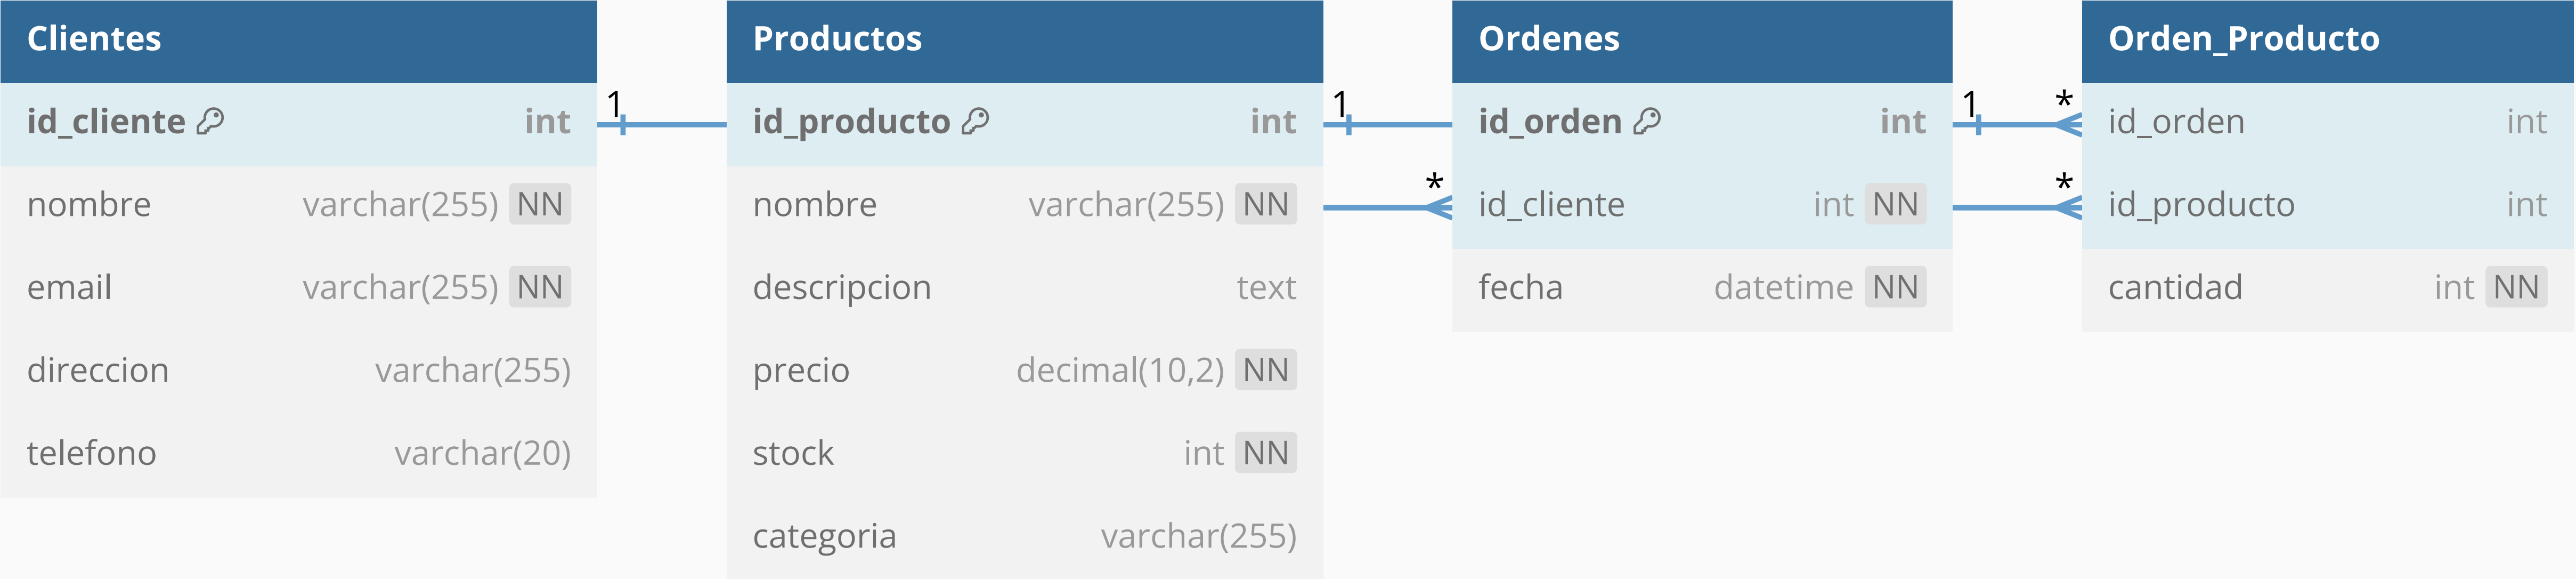 Clientes
id_cliente int
nombre varchar(255) NN
email varchar(255) NN
direccion varchar(255)
telefono varchar(20)
1
Productos
id_producto int
nombre varchar(255) NN
descripcion text
precio decimal(10,2) NN
stock int NN
categoria varchar(255)
1
*
Ordenes
id_orden int
id_cliente int NN
fecha datetime NN
1 *
*
Orden_Producto
id_orden int
id_producto int
cantidad int NN